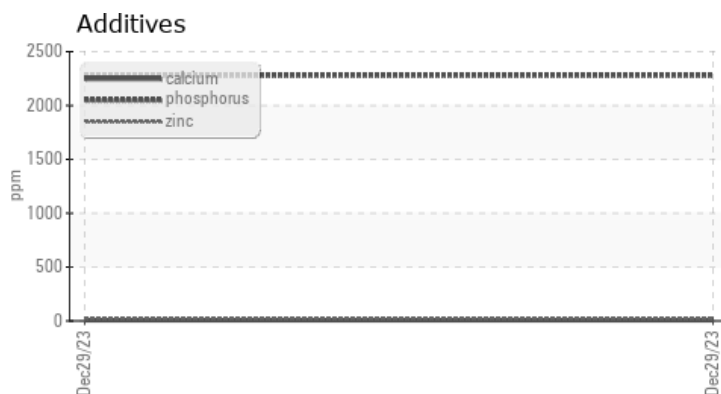 Additives
2500
2000
1500
1000
500
0
ppm
calcium
phosphorus
zinc
Dec29/23
Dec29/23